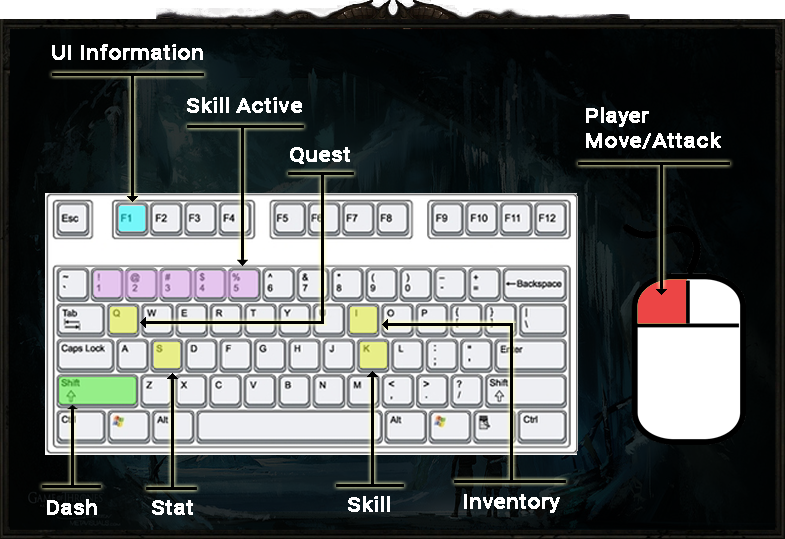 UI Information
Skill Active
Quest
Player
Move/Attack
Esc F1 F2 F3 F4 F5 F6 F7 F8 F9 F10 F11 F12
~ ! @ # $ % ^ & * ( ) _ +
` 1 2 3 4 5 6 7 8 9 0 - = ←Backspace
Tab Q W E R T Y U I O P { } |
[ ] \
Caps Lock A S D F G H J K L : " Enter
; '
Shift Z X C V B N M < > ? Shift
, . /
Ctrl Alt Alt Ctrl
Dash
Stat
Skill
Inventory